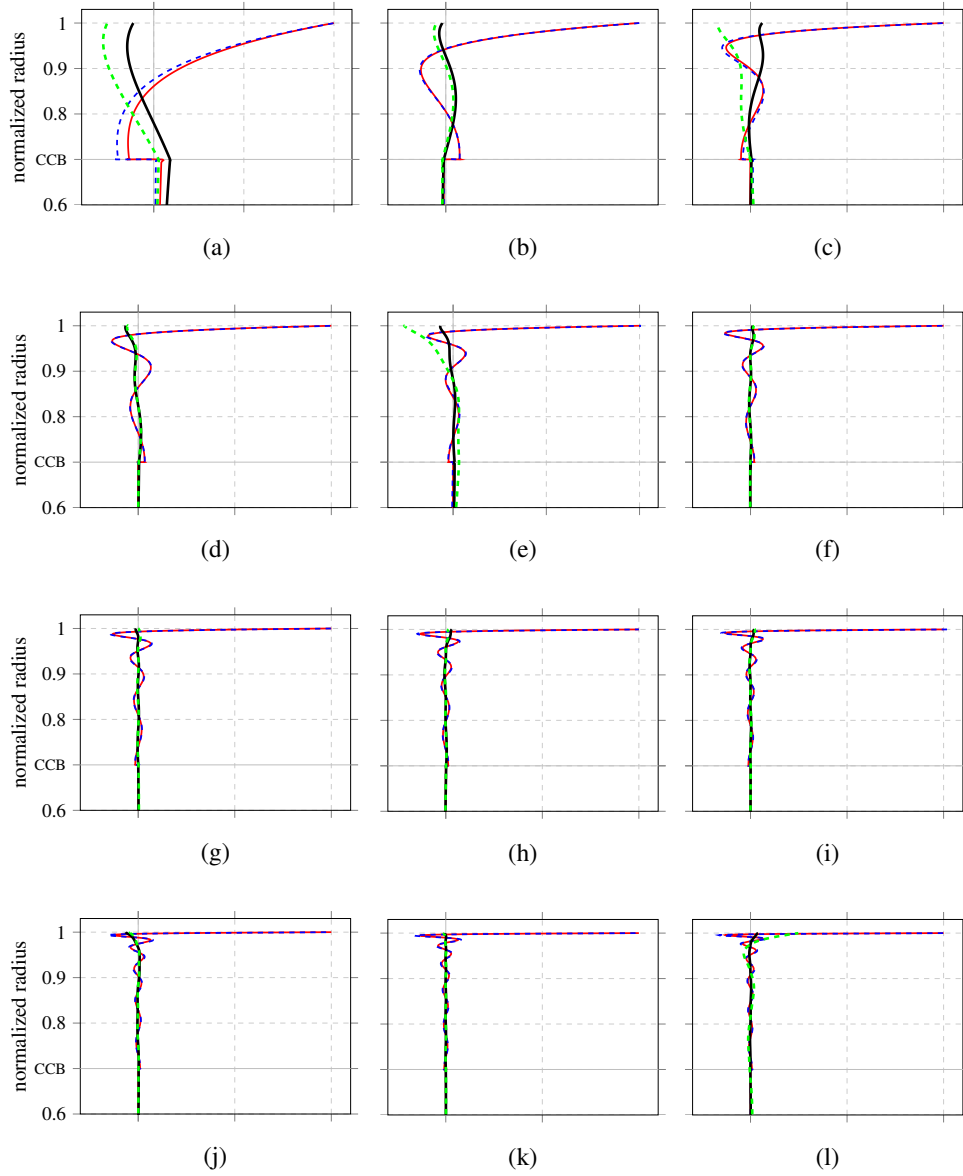 normalized radius
1
0.9
0.8
CCB
0.6
(a)
(b)
(c)
normalized radius
1
0.9
0.8
CCB
0.6
(d)
(e)
(f)
normalized radius
1
0.9
0.8
CCB
0.6
(g)
(h)
(i)
normalized radius
1
0.9
0.8
CCB
0.6
(j)
(k)
(l)